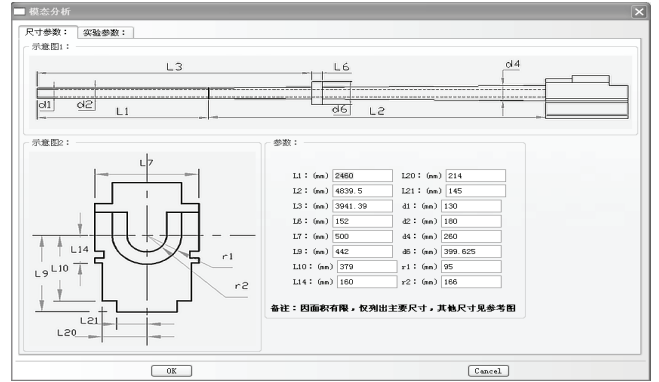 模态分析
尺寸参数： 实验参数：
示意图1：
L3 L6 d4
d1 d2 L1 d6 L2
示意图2：
L7
L14
L9 L10
r1
r2
L21
L20
参数：
L1：(mm) 2460 L20：(mm) 214
L2：(mm) 4839.5 L21：(mm) 145
L3：(mm) 3941.39 d1：(mm) 130
L6：(mm) 152 d2：(mm) 180
L7：(mm) 500 d4：(mm) 260
L9：(mm) 442 d6：(mm) 399.625
L10：(mm) 379 r1：(mm) 95
L14：(mm) 160 r2：(mm) 166
备注：因面积有限，仅列出主要尺寸，其他尺寸见参考图
OK Cancel